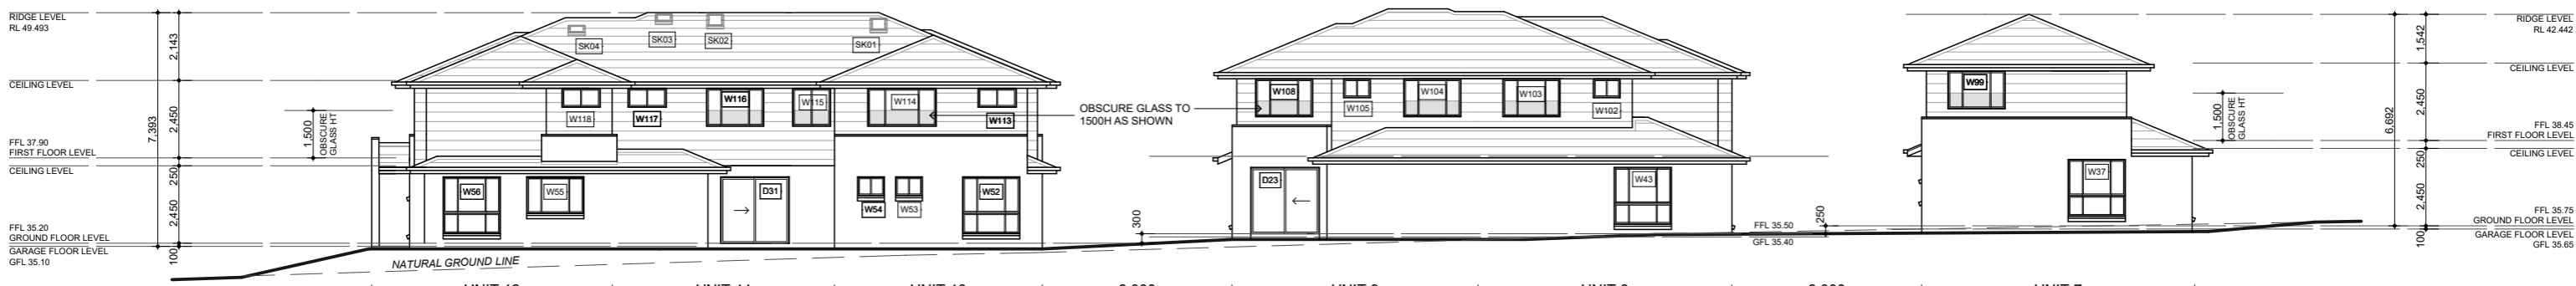 RIDGE LEVEL
RL 49.493
CEILING LEVEL
FFL 37.90
FIRST FLOOR LEVEL
CEILING LEVEL
FFL 35.20
GROUND FLOOR LEVEL
GARAGE FLOOR LEVEL
GFL 35.10
7,393
2,143
2,450
250
2,450
100
1,500
OBSCURE
GLASS HT
SK04
SK03
SK02
SK01
W118
W117
W116
W115
W114
W113
W56
W55
D31
W54
W53
W52
NATURAL GROUND LINE
OBSCURE GLASS TO
1500H AS SHOWN
300
W108
W105
W104
W103
W102
D23
W43
FFL 35.50
GFL 35.40
250
W99
W37
1,500
OBSCURE
GLASS HT
6,692
1,542
2,450
250
2,450
100
RIDGE LEVEL
RL 42.442
CEILING LEVEL
FFL 38.45
FIRST FLOOR LEVEL
CEILING LEVEL
FFL 35.75
GROUND FLOOR LEVEL
GARAGE FLOOR LEVEL
GFL 35.65